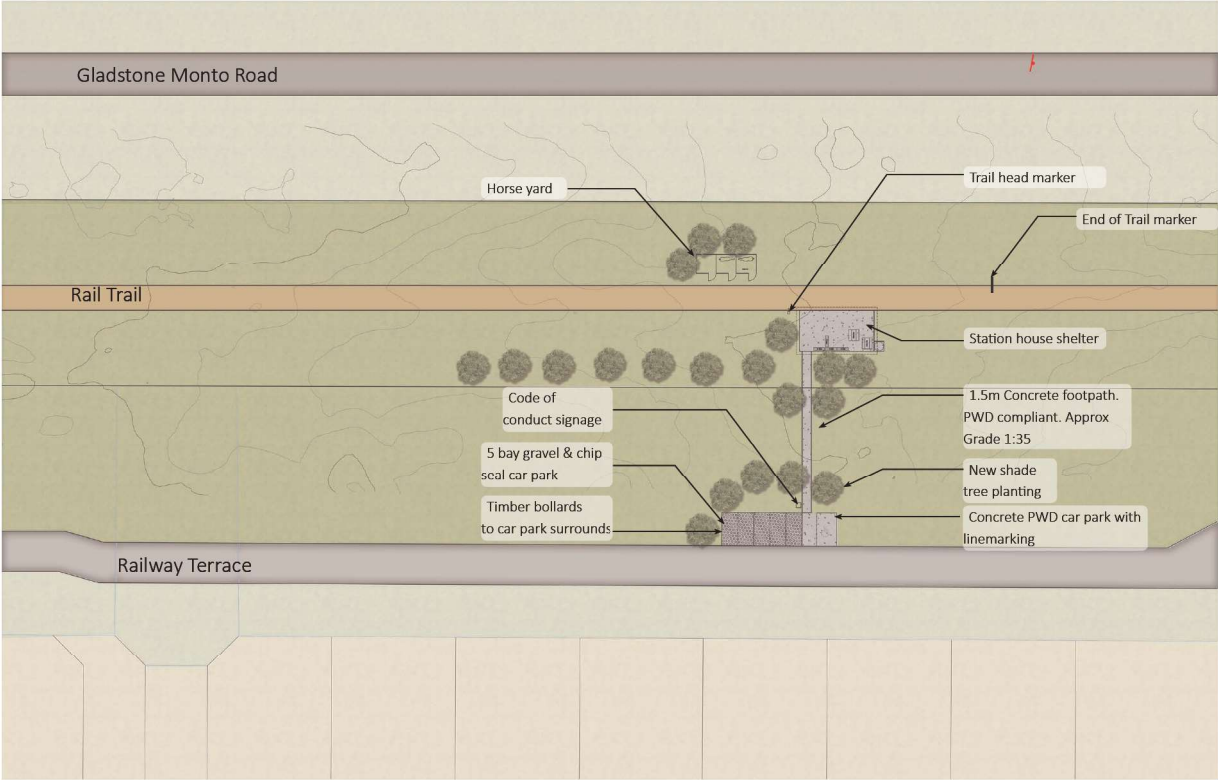 Gladstone Monto Road
Horse yard
Trail head marker
End of Trail marker
Rail Trail
Station house shelter
Code of
conduct signage
1.5m Concrete footpath.
PWD compliant. Approx
Grade 1:35
5 bay gravel & chip
seal car park
New shade
tree planting
Timber bollards
to car park surrounds
Concrete PWD car park with
linemarking
Railway Terrace